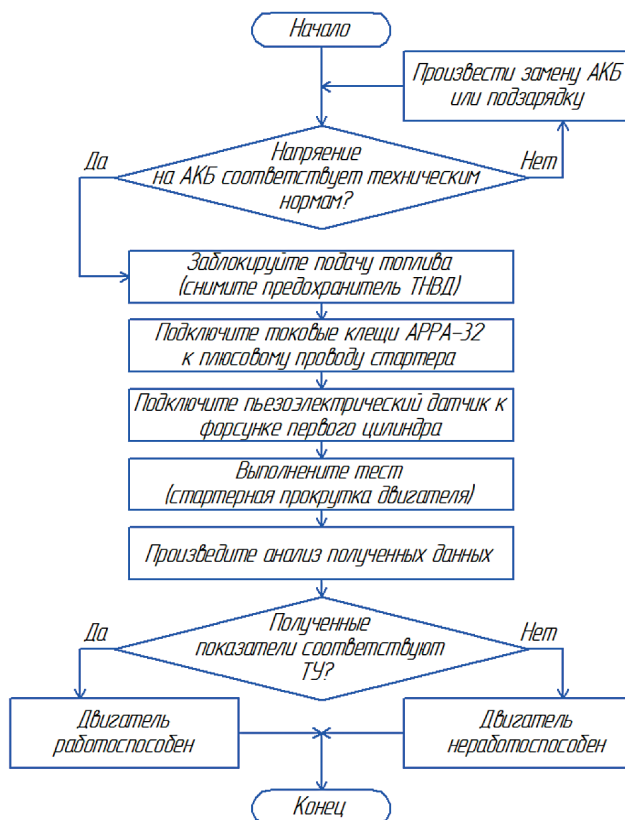 Начало
Произвести замену АКБ
или подзарядку
Напряение
на АКБ соответствует техническим
нормам?
Да
Нет
Заблокируйте подачу топлива
(снимите предохранитель ТНВД)
Подключите токовые клещи APPA-32
к плюсовому проводу стартера
Подключите пьезоэлектрический датчик к
форсунке первого цилиндра
Выполнените тест
(стартерная прокрутка двигателя)
Произведите анализ полученных данных
Полученные
показатели соответствуют
ТУ?
Да
Нет
Двигатель
работоспособен
Двигатель
неработоспособен
Конец